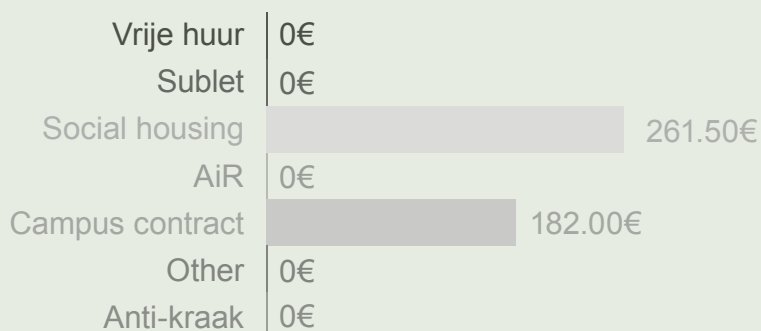 Vrije huur 0€
Sublet 0€
Social housing 261.50€
AiR 0€
Campus contract 182.00€
Other 0€
Anti-kraak 0€